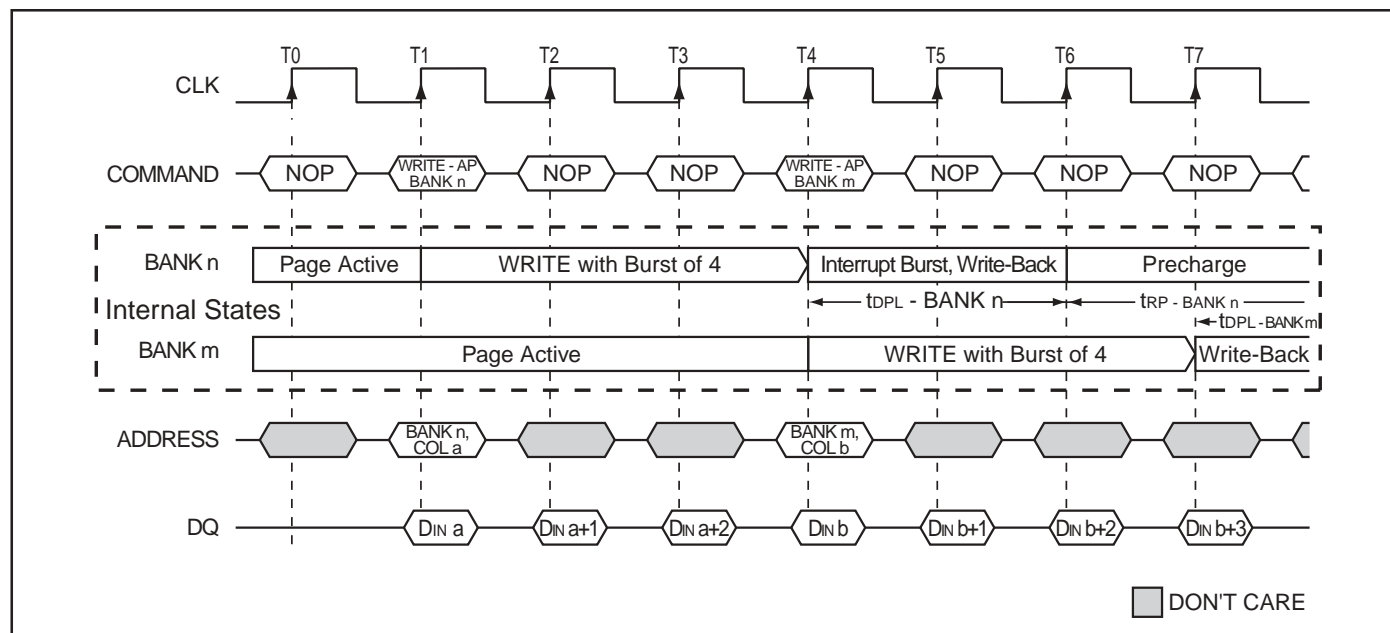 T0 T1 T2 T3 T4 T5 T6 T7
CLK
COMMAND NOP WRITE - AP BANK n NOP NOP WRITE - AP BANK m NOP NOP NOP
BANK n Page Active WRITE with Burst of 4 Interrupt Burst, Write-Back Precharge
tDPL - BANK n tRP - BANK n
Internal States
tDPL - BANK m
BANK m Page Active WRITE with Burst of 4 Write-Back
ADDRESS BANK n, COL a BANK m, COL b
DQ DIN a DIN a+1 DIN a+2 DIN b DIN b+1 DIN b+2 DIN b+3
DON'T CARE